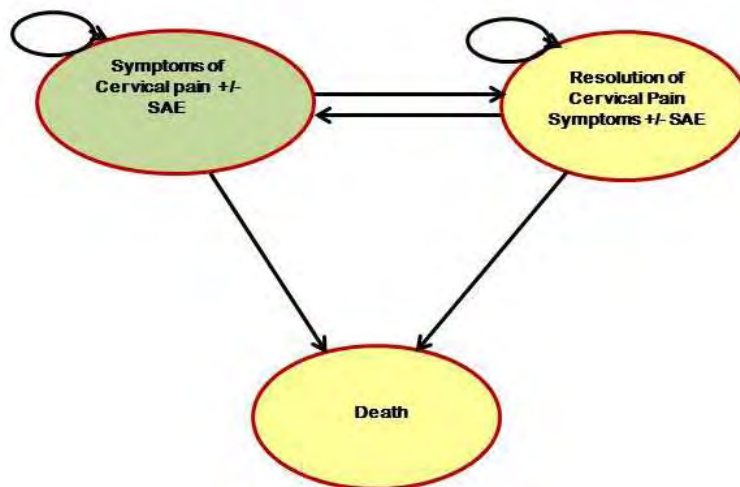 Symptoms of
Cervical pain +/-
SAE
Resolution of
Cervical Pain
Symptoms +/- SAE
Death